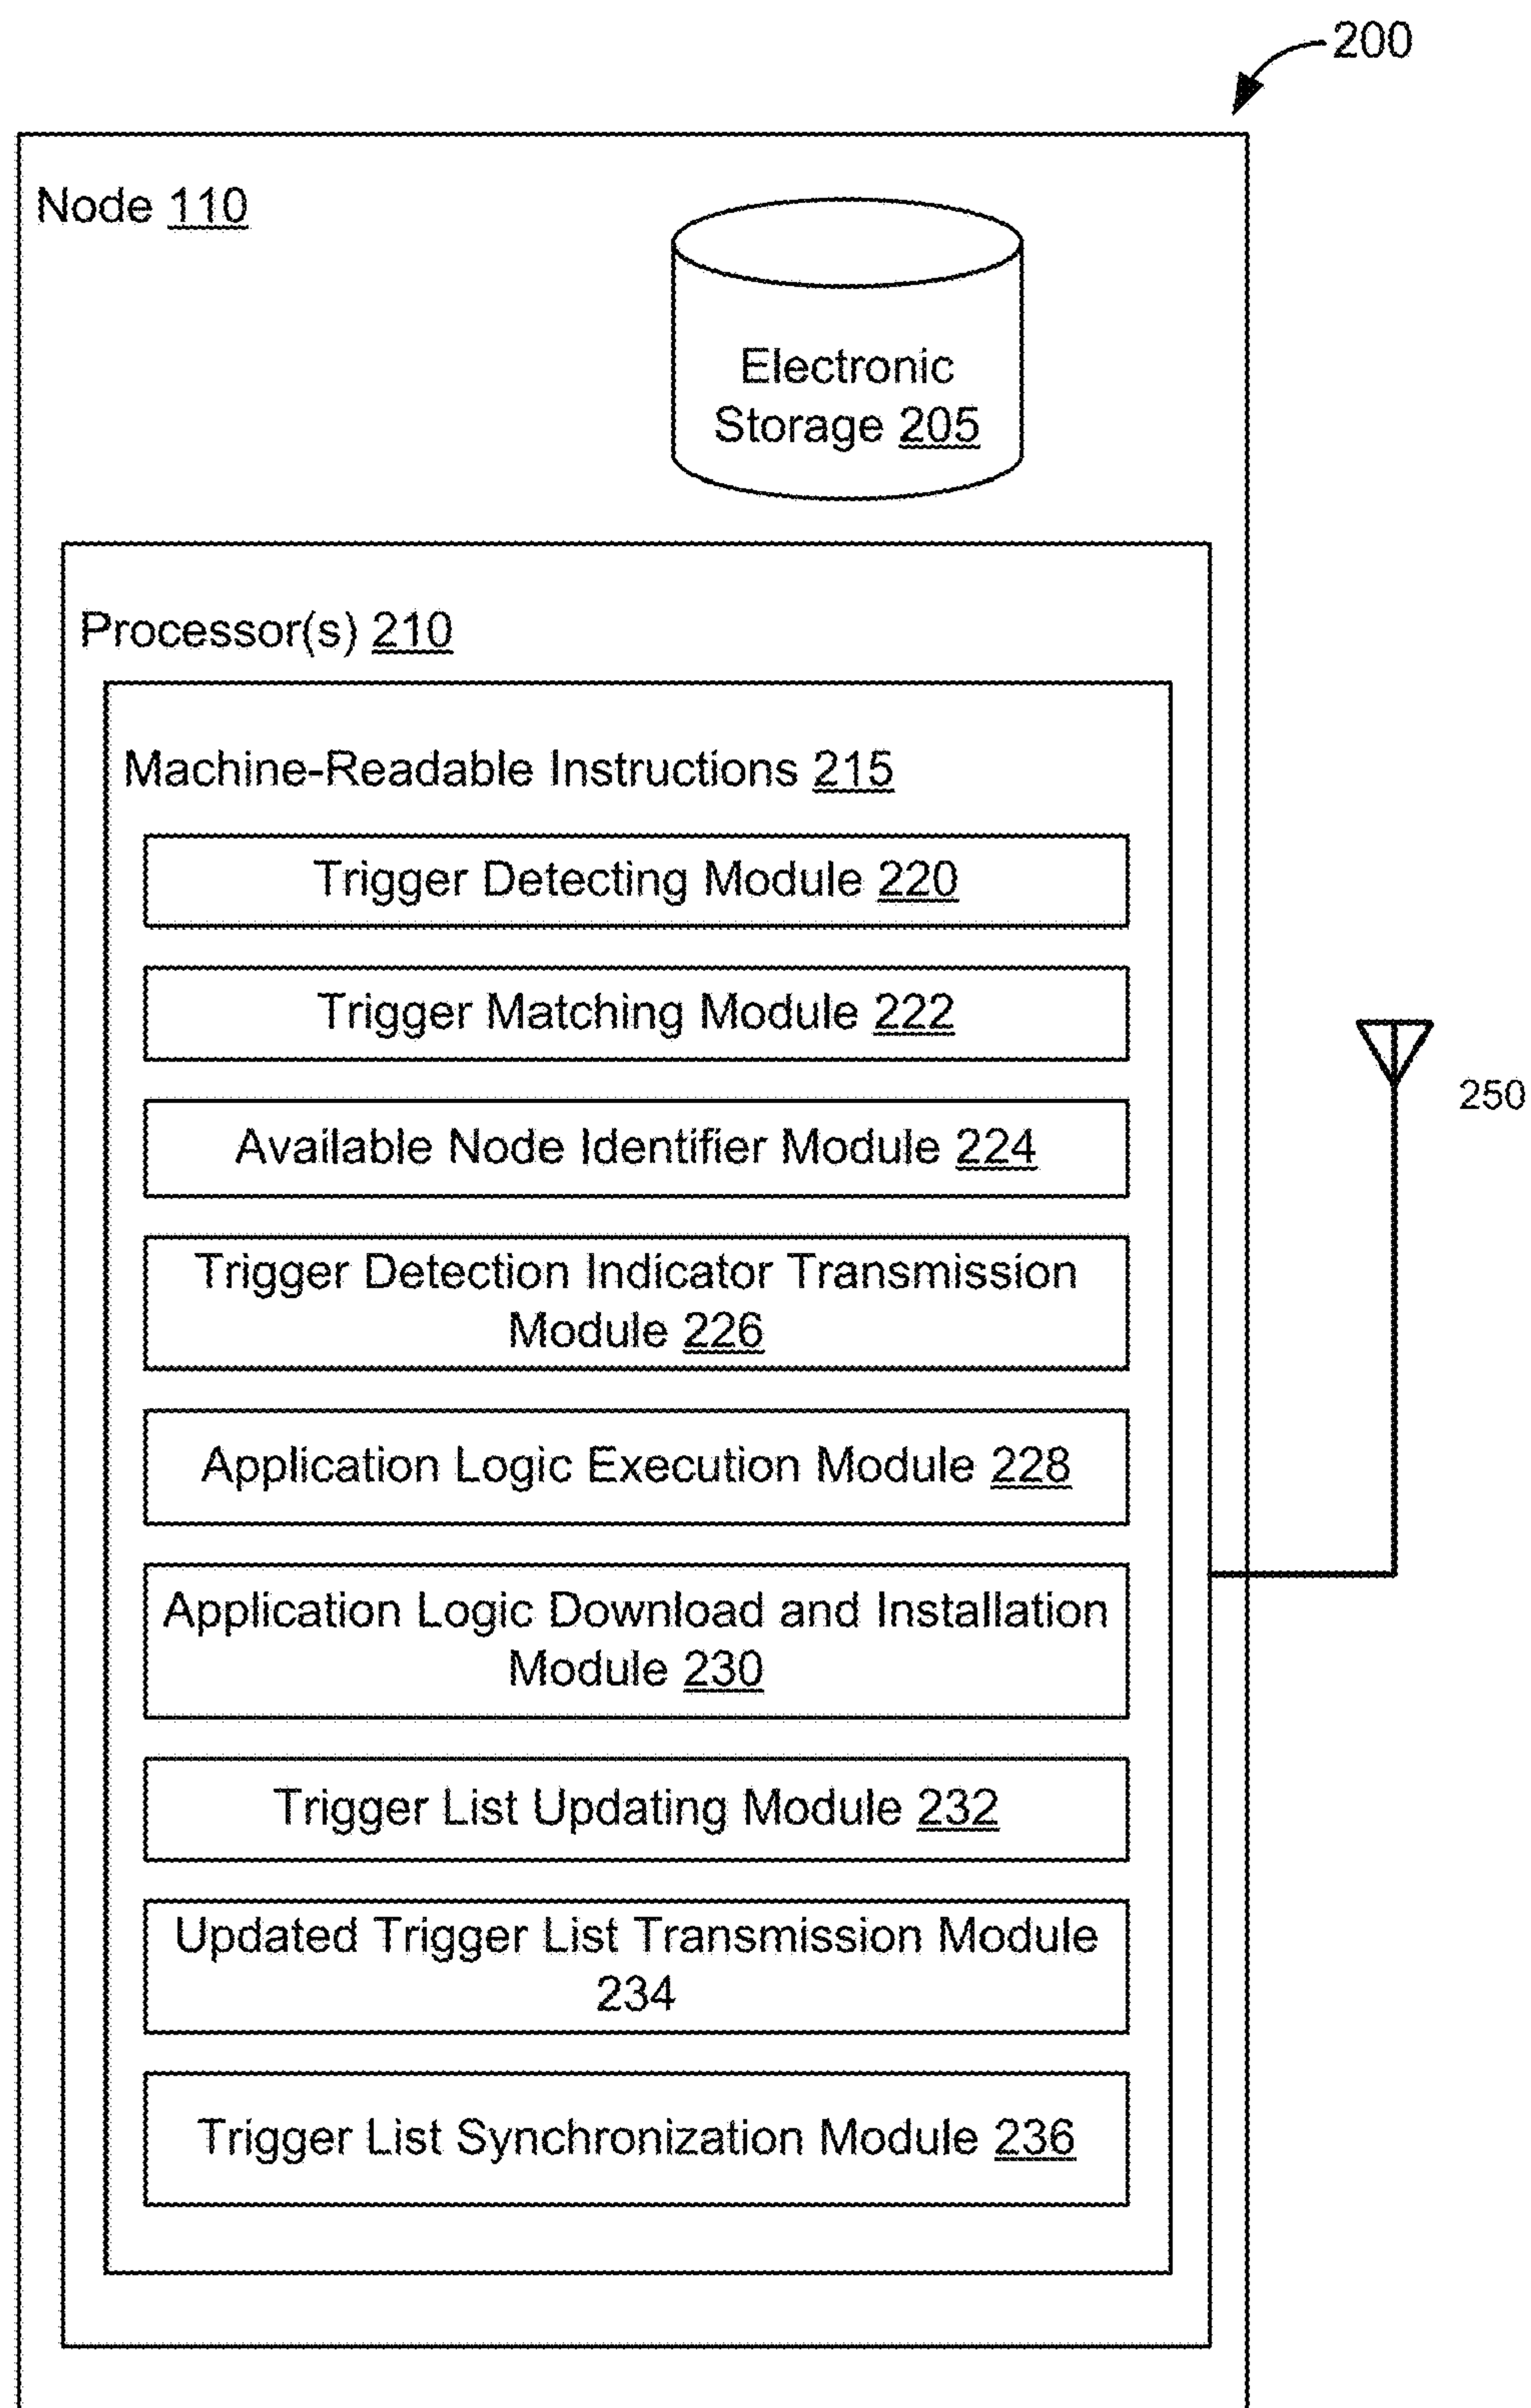 200
Node 110
Electronic
Storage 205
Processor(s) 210
Machine-Readable Instructions 215
Trigger Detecting Module 220
Trigger Matching Module 222
250
Available Node Identifier Module 224
Trigger Detection Indicator Transmission
Module 226
Application Logic Execution Module 228
Application Logic Download and Installation
Module 230
Trigger List Updating Module 232
Updated Trigger List Transmission Module
234
Trigger List Synchronization Module 236